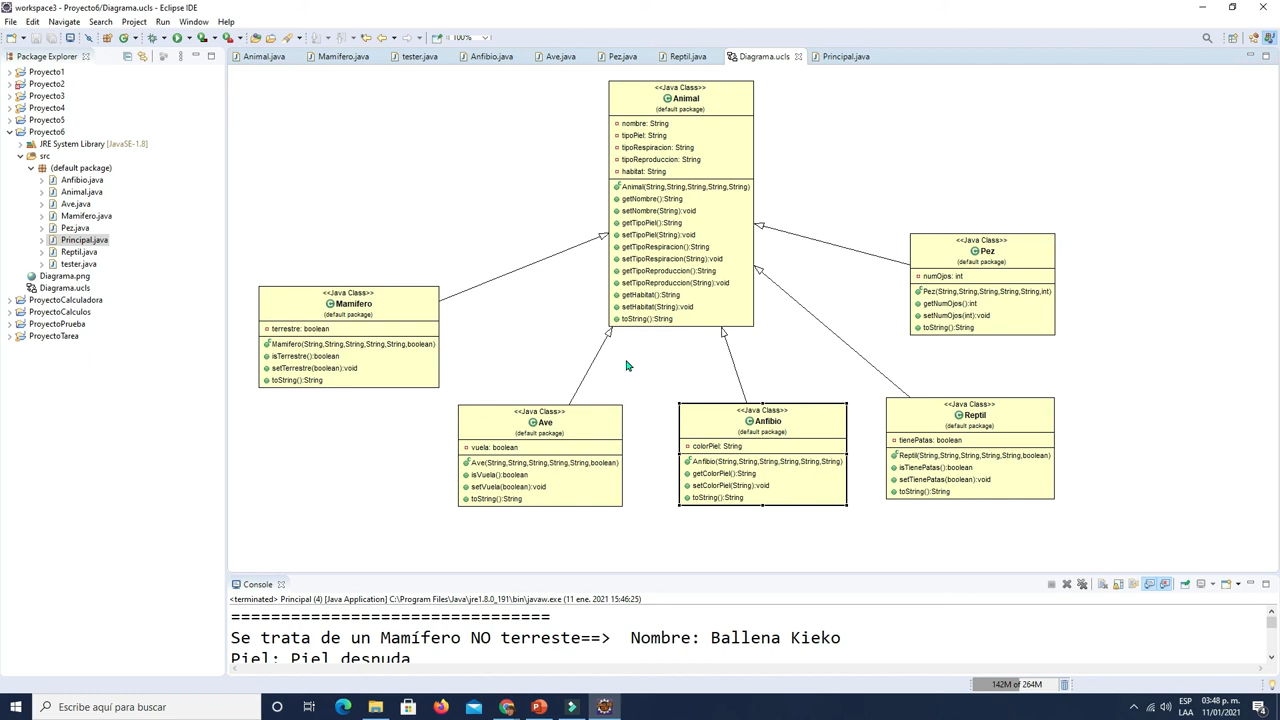 workspace3 - Proyecto6/Diagrama.ucls - Eclipse IDE
File Edit Navigate Search Project Run Window Help
100%
Package Explorer
Animal.java Mamifero.java tester.java Anfibio.java Ave.java Pez.java Reptil.java Diagrama.ucls Principal.java
Proyecto1
Proyecto2
Proyecto3
Proyecto4
Proyecto5
Proyecto6
JRE System Library [JavaSE-1.8]
src
(default package)
Anfibio.java
Animal.java
Ave.java
Mamifero.java
Pez.java
Principal.java
Reptil.java
tester.java
Diagrama.png
Diagrama.ucls
ProyectoCalculadora
ProyectoCalculos
ProyectoPrueba
ProyectoTarea
<<Java Class>>
Animal
(default package)
nombre: String
tipoPiel: String
tipoRespiracion: String
tipoReproduccion: String
habitat: String
Animal(String,String,String,String,String)
getNombre():String
setNombre(String):void
getTipoPiel():String
setTipoPiel(String):void
getTipoRespiracion():String
setTipoRespiracion(String):void
getTipoReproduccion():String
setTipoReproduccion(String):void
getHabitat():String
setHabitat(String):void
toString():String
<<Java Class>>
Pez
(default package)
numOjos: int
Pez(String,String,String,String,String,int)
getNumOjos():int
setNumOjos(int):void
toString():String
<<Java Class>>
Mamifero
(default package)
terrestre: boolean
Mamifero(String,String,String,String,String,boolean)
isTerrestre():boolean
setTerrestre(boolean):void
toString():String
<<Java Class>>
Ave
(default package)
vuela: boolean
Ave(String,String,String,String,String,boolean)
isVuela():boolean
setVuela(boolean):void
toString():String
<<Java Class>>
Anfibio
(default package)
colorPiel: String
Anfibio(String,String,String,String,String,String)
getColorPiel():String
setColorPiel(String):void
toString():String
<<Java Class>>
Reptil
(default package)
tienePatas: boolean
Reptil(String,String,String,String,String,boolean)
isTienePatas():boolean
setTienePatas(boolean):void
toString():String
Console
<terminated> Principal (4) [Java Application] C:\Program Files\Java\jre1.8.0_191\bin\javaw.exe (11 ene. 2021 15:46:25)
==============================
Se trata de un Mamífero NO terreste==> Nombre: Ballena Kieko
Piel: Piel desnuda
142M of 264M
Escribe aquí para buscar
ESP 03:48 p. m.
LAA 11/01/2021
4